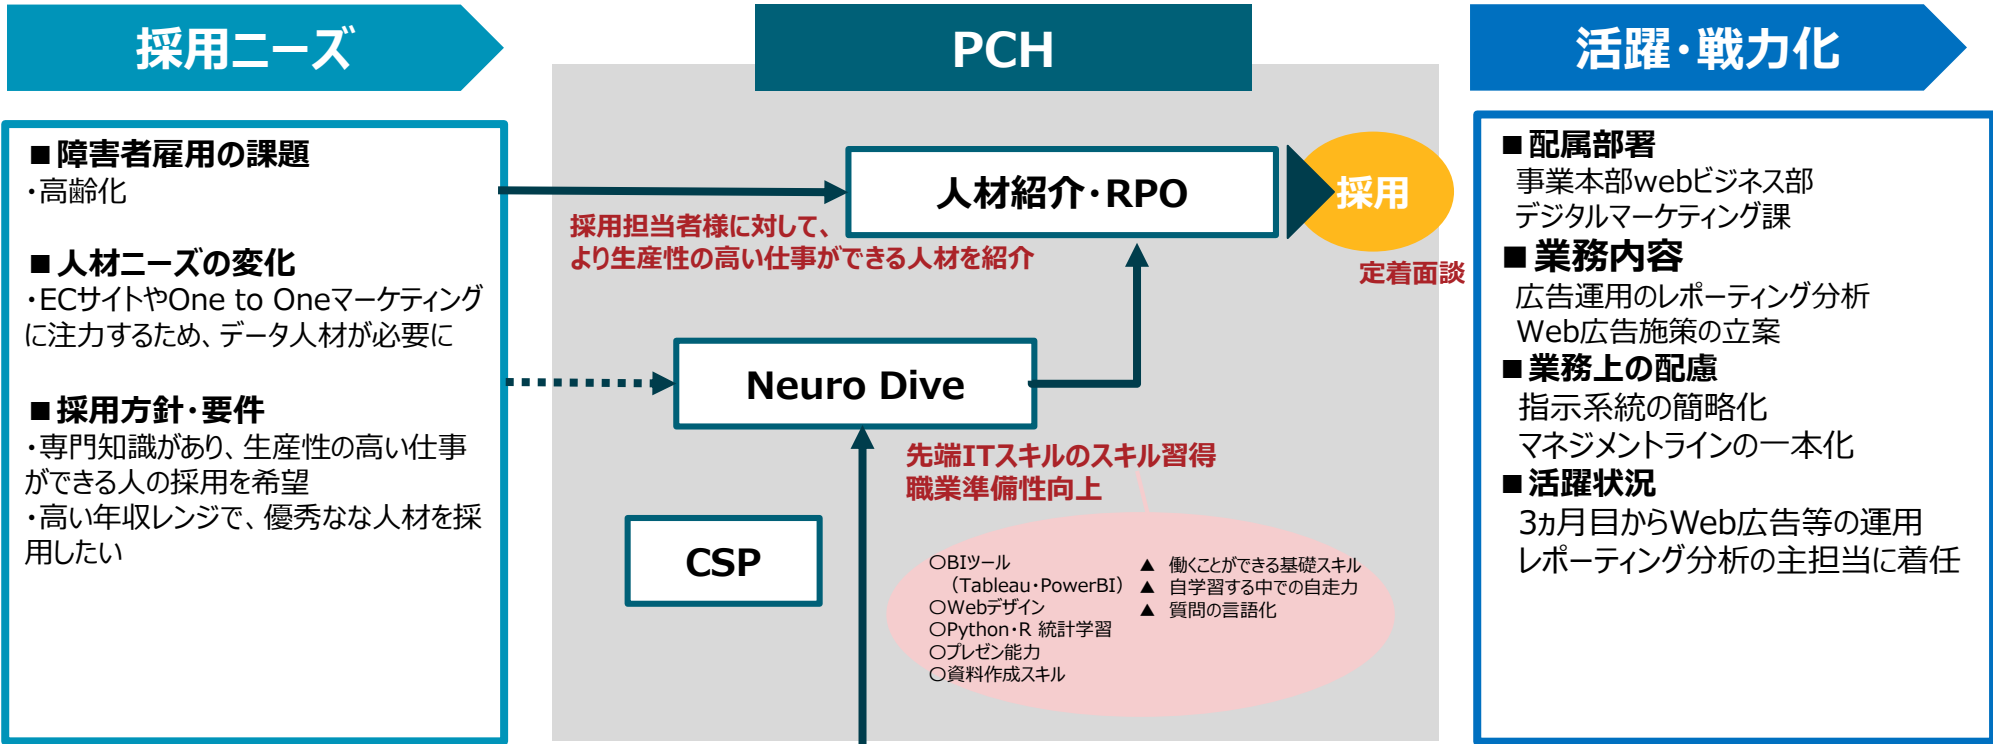 採用ニーズ
■障害者雇用の課題
・高齢化
■人材ニーズの変化
・ECサイトやOne to Oneマーケティング
に注力するため、データ人材が必要に
■採用方針・要件
・専門知識があり、生産性の高い仕事
ができる人の採用を希望
・高い年収レンジで、優秀なな人材を採
用したい
PCH
人材紹介・RPO
採用
採用担当者様に対して、
より生産性の高い仕事ができる人材を紹介
定着面談
Neuro Dive
先端ITスキルのスキル習得
職業準備性向上
CSP
〇BIツール
（Tableau・PowerBI）
〇Webデザイン
〇Python・R 統計学習
〇プレゼン能力
〇資料作成スキル
▲ 働くことができる基礎スキル
▲ 自学習する中での自走力
▲ 質問の言語化
活躍・戦力化
■配属部署
事業本部webビジネス部
デジタルマーケティング課
■業務内容
広告運用のレポーティング分析
Web広告施策の立案
■業務上の配慮
指示系統の簡略化
マネジメントラインの一本化
■活躍状況
3ヵ月目からWeb広告等の運用
レポーティング分析の主担当に着任